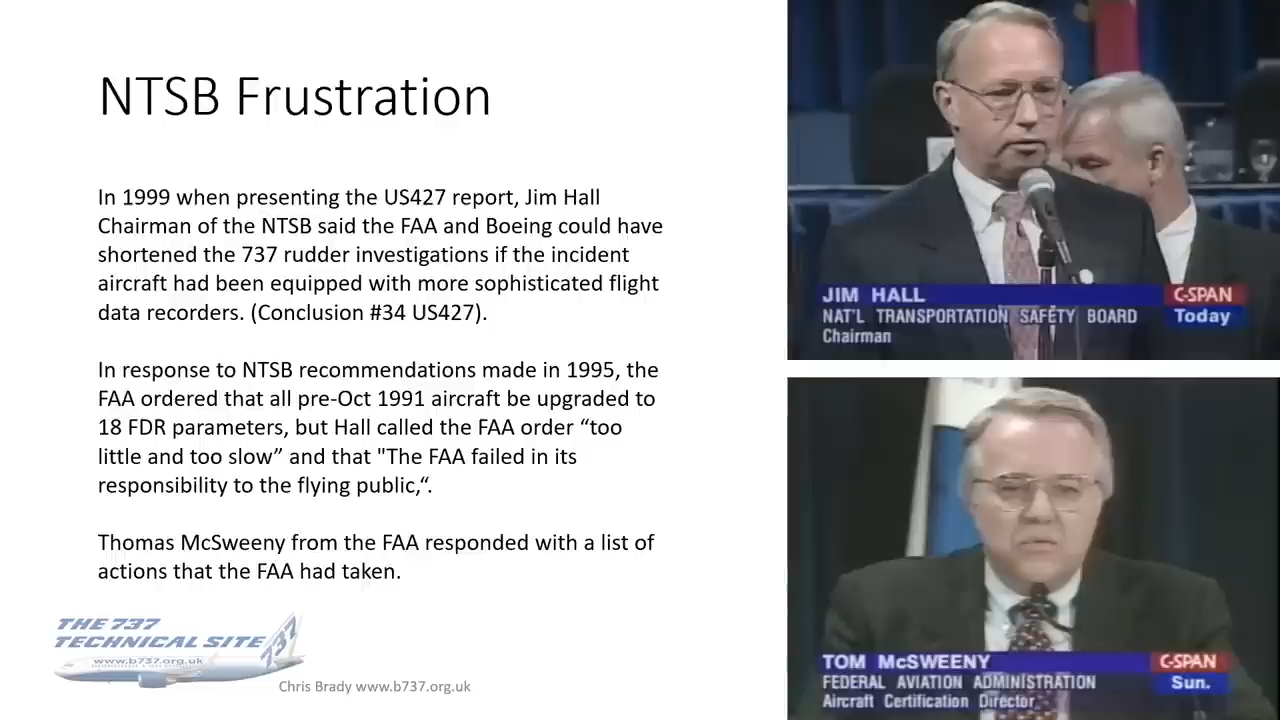 NTSB Frustration
In 1999 when presenting the US427 report, Jim Hall
Chairman of the NTSB said the FAA and Boeing could have
shortened the 737 rudder investigations if the incident
aircraft had been equipped with more sophisticated flight
data recorders. (Conclusion #34 US427).
In response to NTSB recommendations made in 1995, the
FAA ordered that all pre-Oct 1991 aircraft be upgraded to
18 FDR parameters, but Hall called the FAA order “too
little and too slow” and that "The FAA failed in its
responsibility to the flying public,“.
Thomas McSweeny from the FAA responded with a list of
actions that the FAA had taken.
THE 737
TECHNICAL SITE
737
www.b737.org.uk
Chris Brady www.b737.org.uk
JIM HALL
C-SPAN
NAT'L TRANSPORTATION SAFETY BOARD
Today
Chairman
TOM McSWEENY
C-SPAN
FEDERAL AVIATION ADMINISTRATION
Sun.
Aircraft Certification Director